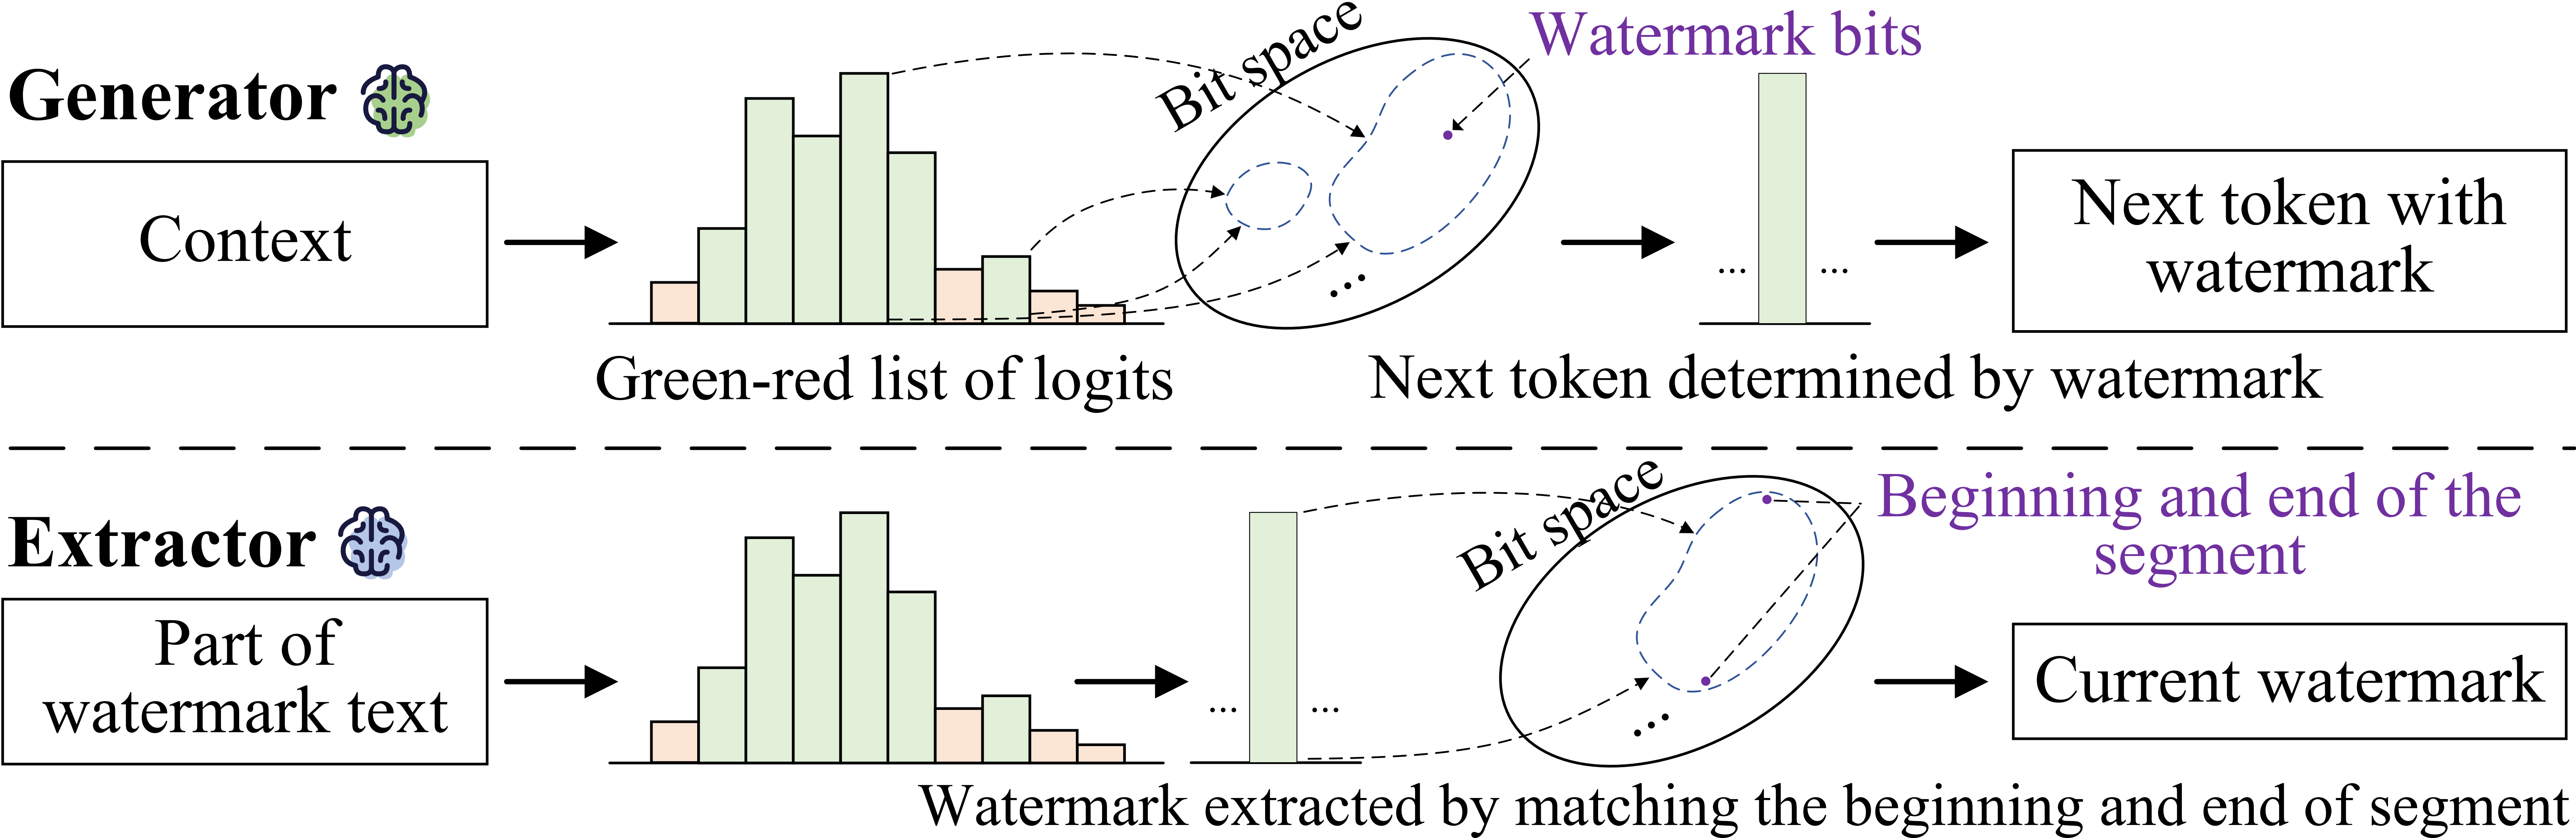 Generator
Context
Green-red list of logits
Bit space
Watermark bits
...
... ...
Next token determined by watermark
Next token with
watermark
Extractor
Part of
watermark text
... ...
Bit space
...
Beginning and end of the
segment
Current watermark
Watermark extracted by matching the beginning and end of segment